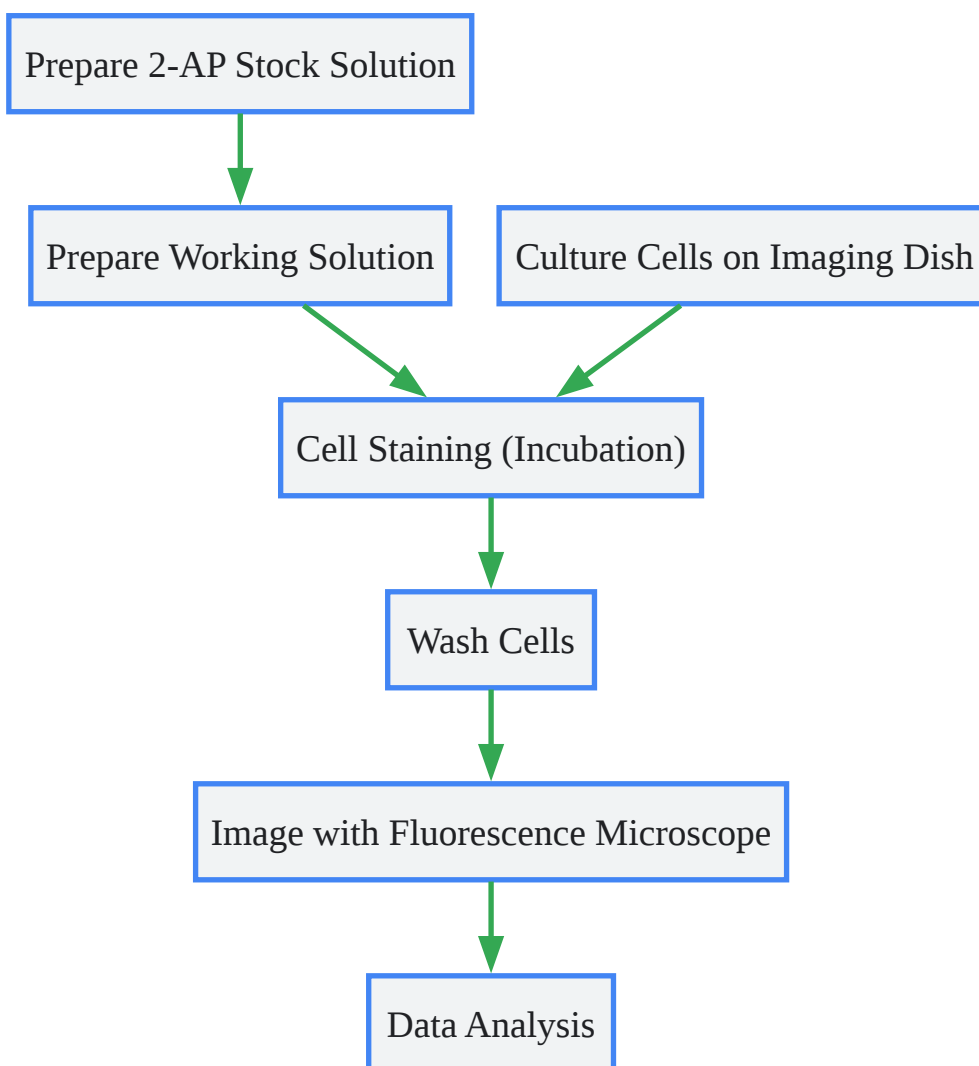 Prepare 2-AP Stock Solution
Prepare Working Solution
Culture Cells on Imaging Dish
Cell Staining (Incubation)
Wash Cells
Image with Fluorescence Microscope
Data Analysis